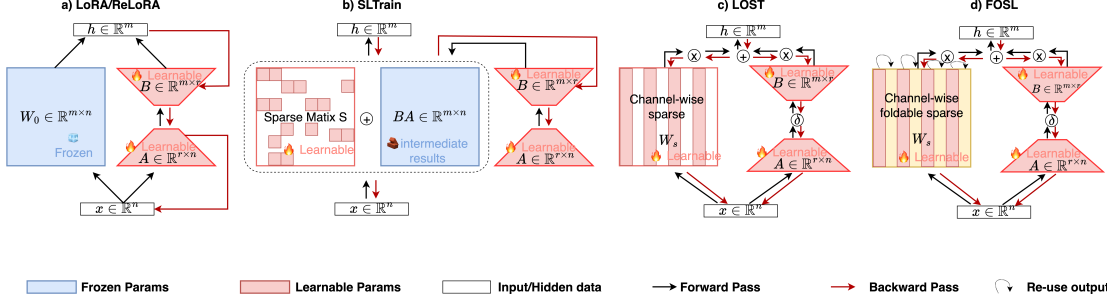 a) LoRA/ReLoRA
h ∈ ℝ^m
W_0 ∈ ℝ^{m×n}
Frozen
Learnable
B ∈ ℝ^{m×r}
Learnable
A ∈ ℝ^{r×n}
x ∈ ℝ^n
b) SLTrain
h ∈ ℝ^m
Sparse Matix S
Learnable
+
BA ∈ ℝ^{m×n}
intermediate
results
Learnable
B ∈ ℝ^{m×r}
Learnable
A ∈ ℝ^{r×n}
x ∈ ℝ^n
c) LOST
h ∈ ℝ^m
x
+
x
Channel-wise
sparse
W_s
Learnable
Learnable
B ∈ ℝ^{m×r}
δ
Learnable
A ∈ ℝ^{r×n}
x ∈ ℝ^n
d) FOSL
h ∈ ℝ^m
x
+
x
Channel-wise
foldable sparse
W_s
Learnable
Learnable
B ∈ ℝ^{m×r}
δ
Learnable
A ∈ ℝ^{r×n}
x ∈ ℝ^n
Frozen Params
Learnable Params
Input/Hidden data
Forward Pass
Backward Pass
Re-use output